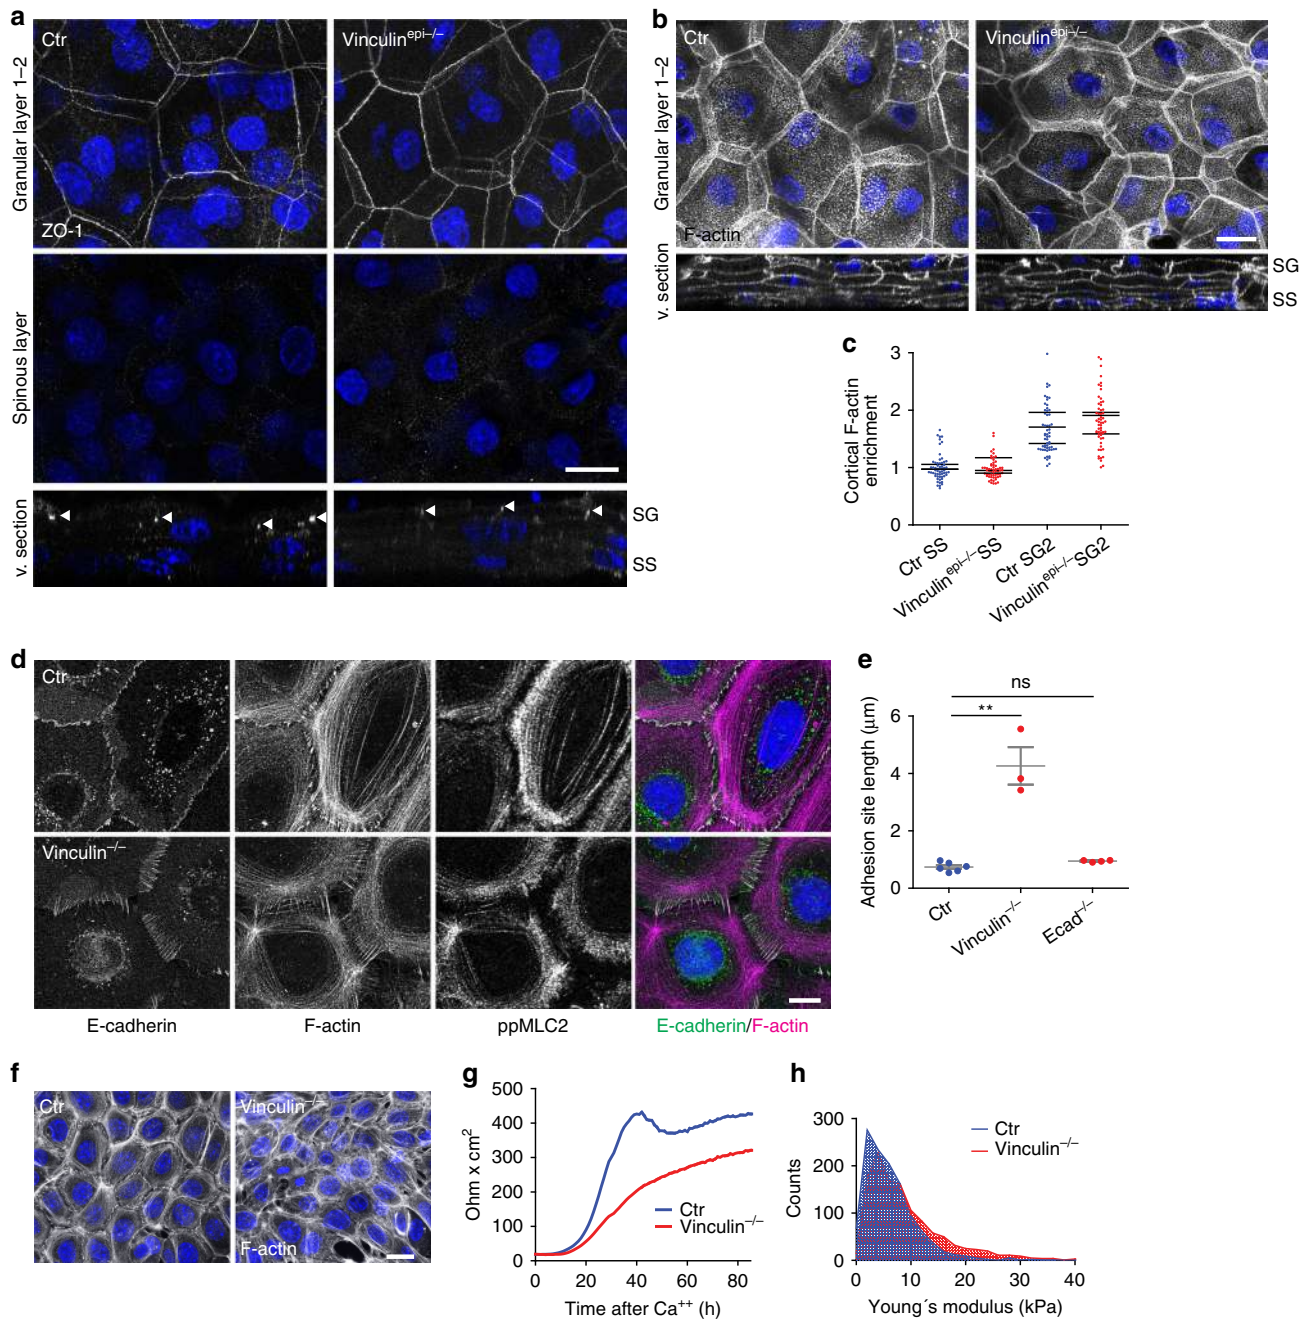 a
Ctr
Vinculin^epi–/–
Granular layer 1–2
ZO-1
Spinous layer
v. section
SG
SS
b
Ctr
Vinculin^epi–/–
Granular layer 1–2
F-actin
v. section
SG
SS
c
Cortical F-actin
enrichment
3
2
1
0
Ctr SS
Vinculin^epi–/– SS
Ctr SG2
Vinculin^epi–/– SG2
d
Ctr
Vinculin^–/–
E-cadherin
F-actin
ppMLC2
E-cadherin/F-actin
e
ns
**
Adhesion site length (µm)
6
4
2
0
Ctr
Vinculin^–/–
Ecad^–/–
f
Ctr
Vinculin^–/–
F-actin
g
Ohm x cm²
500
400
300
200
100
0
Ctr
Vinculin^–/–
0 20 40 60 80
Time after Ca⁺⁺ (h)
h
Counts
300
200
100
0
Ctr
Vinculin^–/–
0 10 20 30 40
Young´s modulus (kPa)